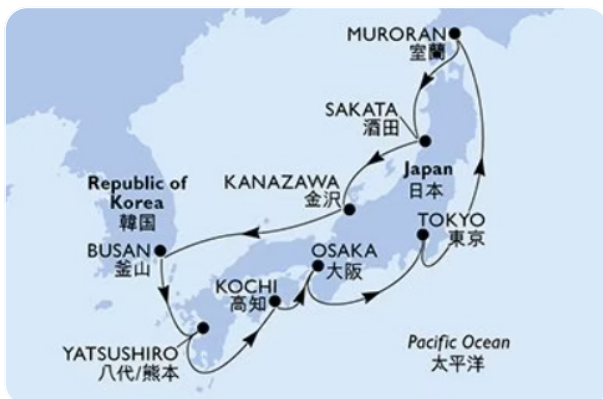 MURORAN
室蘭
SAKATA
酒田
Japan
日本
KANAZAWA
金沢
Republic of
Korea
韓国
TOKYO
東京
BUSAN
釜山
OSAKA
大阪
KOCHI
高知
YATSUSHIRO
八代/熊本
Pacific Ocean
太平洋